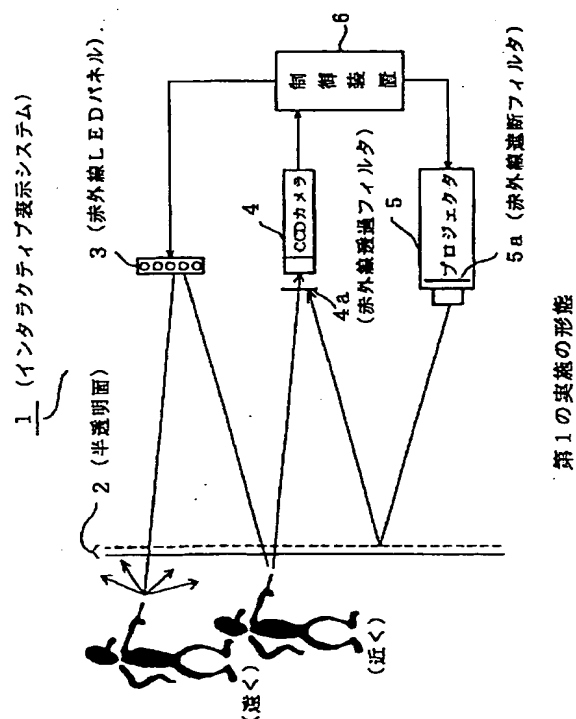 1 (インタラクティブ表示システム)
2 (半透明面)
3 (赤外線LEDパネル)
4
CCDカメラ
4a
(赤外線透過フィルタ)
5
プロジェクタ
5a (赤外線遮断フィルタ)
6
制御装置
(遠く)
(近く)
第1の実施の形態